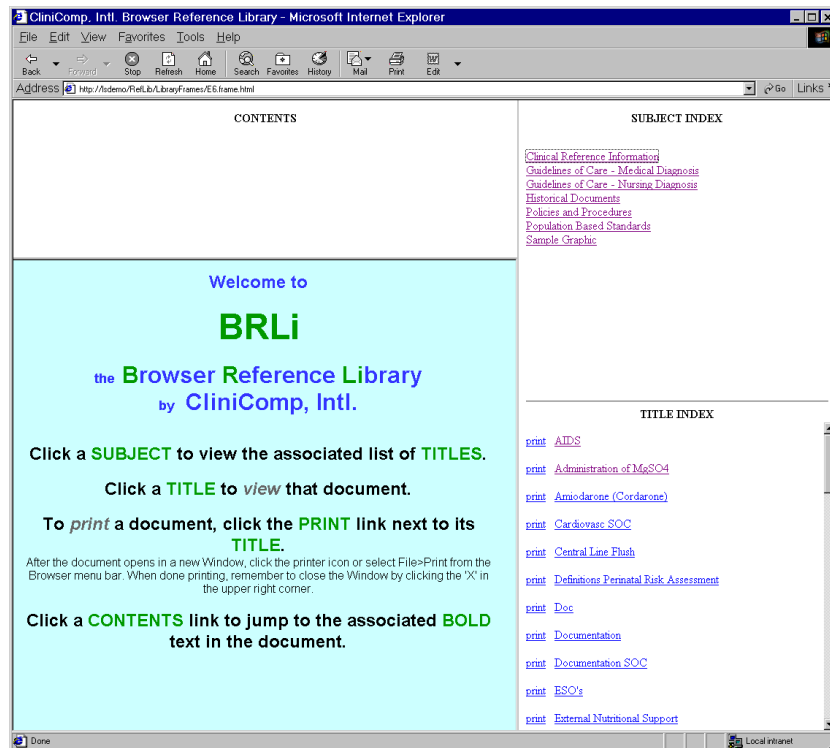 CliniComp, Intl. Browser Reference Library - Microsoft Internet Explorer
File Edit View Favorites Tools Help
Back Forward Stop Refresh Home Search Favorites History Mail Print Edit
Address http://lsdemo/RefLib/LibraryFrames/E6.frame.html Go Links
CONTENTS
Welcome to
BRLi
the Browser Reference Library
by CliniComp, Intl.
Click a SUBJECT to view the associated list of TITLES.
Click a TITLE to view that document.
To print a document, click the PRINT link next to its
TITLE.
After the document opens in a new Window, click the printer icon or select File>Print from the
Browser menu bar. When done printing, remember to close the Window by clicking the 'X' in
the upper right corner.
Click a CONTENTS link to jump to the associated BOLD
text in the document.
SUBJECT INDEX
Clinical Reference Information
Guidelines of Care - Medical Diagnosis
Guidelines of Care - Nursing Diagnosis
Historical Documents
Policies and Procedures
Population Based Standards
Sample Graphic
TITLE INDEX
print AIDS
print Administration of MgSO4
print Amiodarone (Cordarone)
print Cardiovasc SOC
print Central Line Flush
print Definitions Perinatal Risk Assessment
print Doc
print Documentation
print Documentation SOC
print ESO's
print External Nutritional Support
Done Local intranet